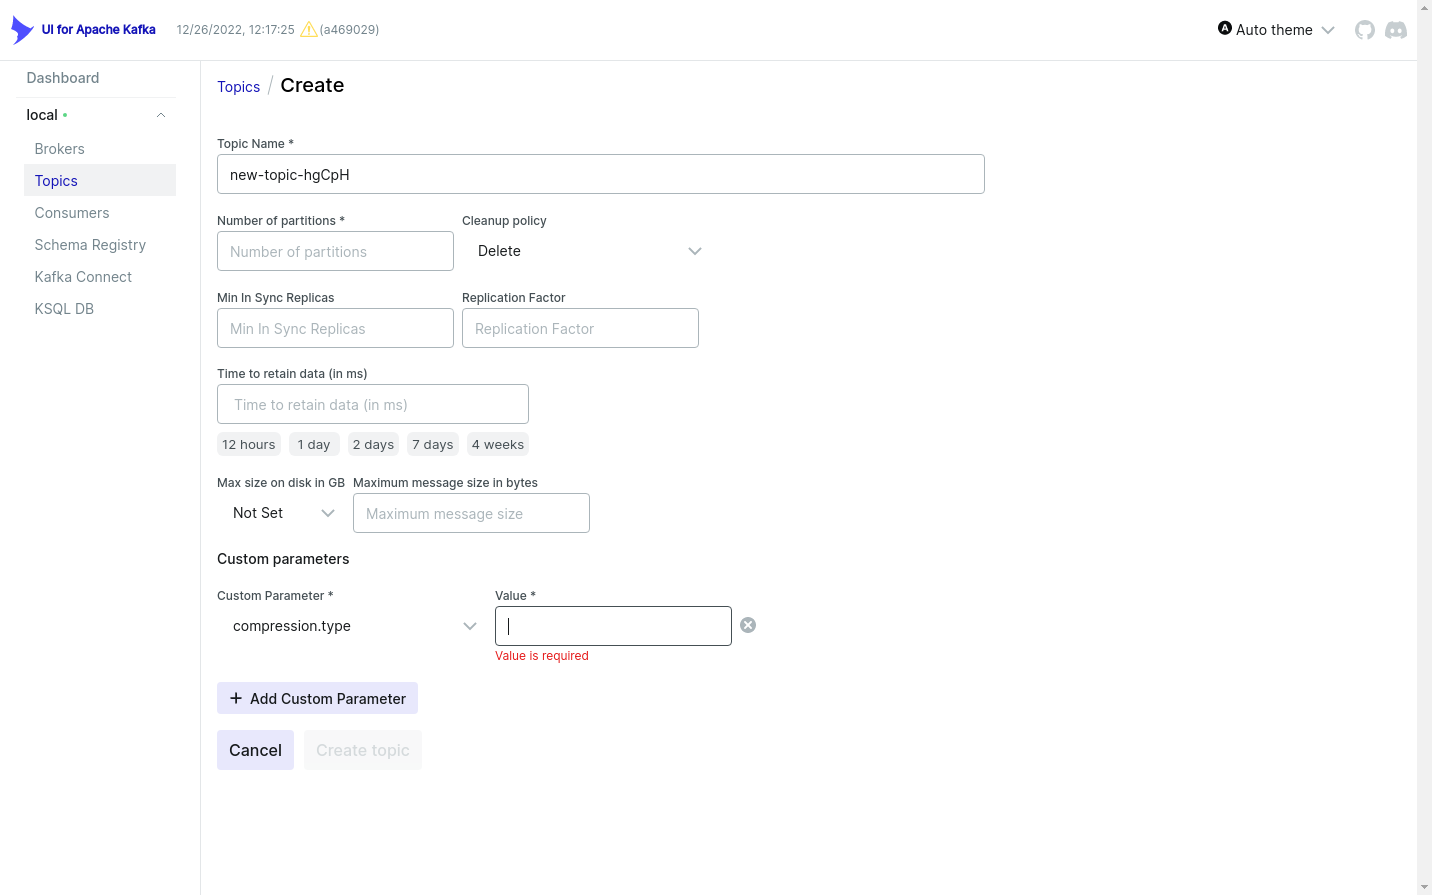 UI for Apache Kafka 12/26/2022, 12:17:25 (a469029) A Auto theme
Dashboard
local
Brokers
Topics
Consumers
Schema Registry
Kafka Connect
KSQL DB
Topics / Create
Topic Name *
new-topic-hgCpH
Number of partitions * Cleanup policy
Number of partitions Delete
Min In Sync Replicas Replication Factor
Min In Sync Replicas Replication Factor
Time to retain data (in ms)
Time to retain data (in ms)
12 hours 1 day 2 days 7 days 4 weeks
Max size on disk in GB Maximum message size in bytes
Not Set Maximum message size
Custom parameters
Custom Parameter * Value *
compression.type
Value is required
+ Add Custom Parameter
Cancel Create topic